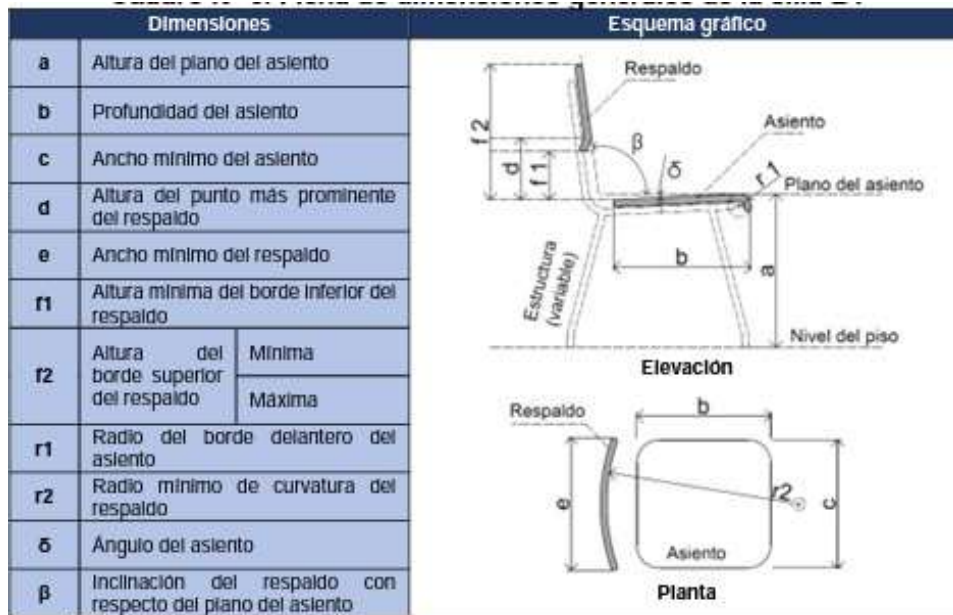 Dimensiones
Esquema gráfico
a
Altura del plano del asiento
b
Profundidad del asiento
c
Ancho mínimo del asiento
d
Altura del punto más prominente
del respaldo
e
Ancho mínimo del respaldo
f1
Altura mínima del borde inferior del
respaldo
f2
Altura del
borde superior
del respaldo
Mínima
Máxima
r1
Radio del borde delantero del
asiento
r2
Radio mínimo de curvatura del
respaldo
δ
Ángulo del asiento
β
Inclinación del respaldo con
respecto del plano del asiento
Respaldo
Asiento
f 2
d
f 1
β
δ
r 1
Plano del asiento
b
a
Estructura
(variable)
Nivel del piso
Elevación
Respaldo
b
e
r2
c
Asiento
Planta